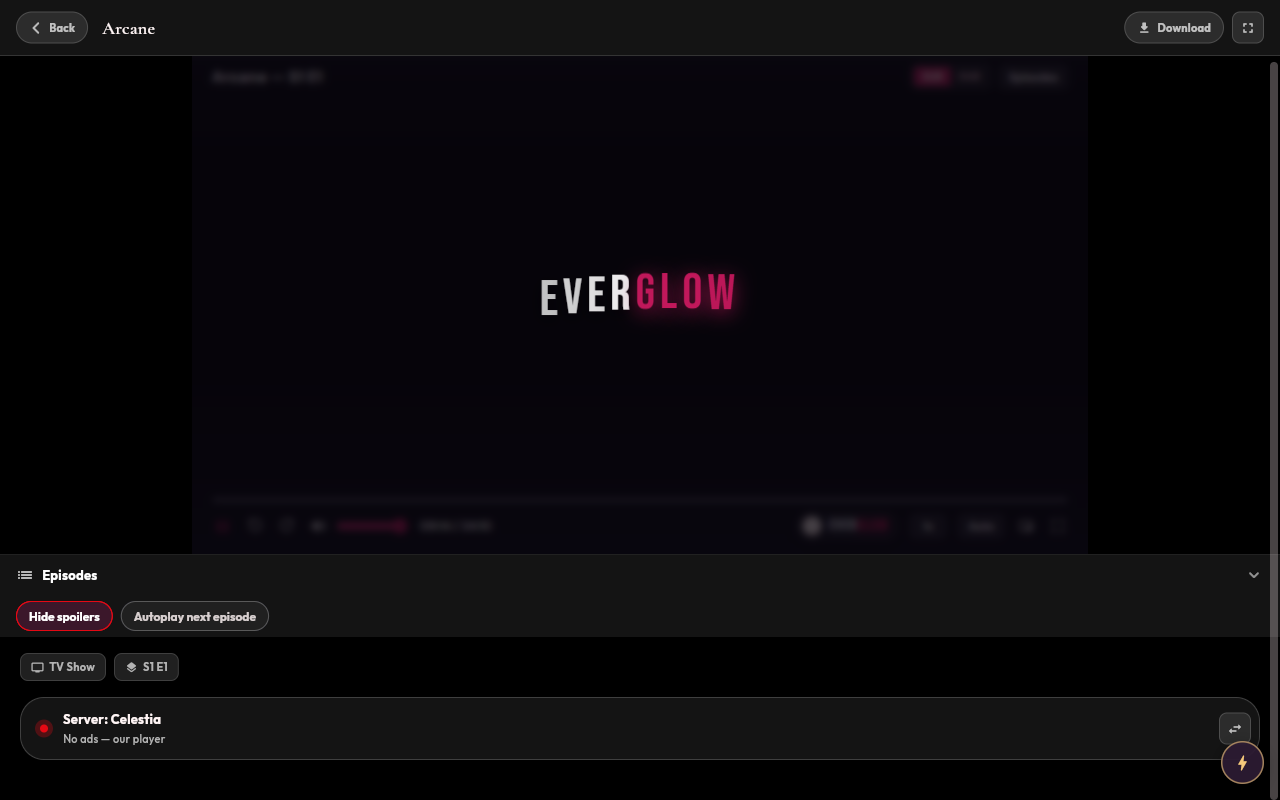 Back
Arcane
Download
EVERGLOW
Episodes
Hide spoilers
Autoplay next episode
TV Show
S1 E1
Server: Celestia
No ads — our player